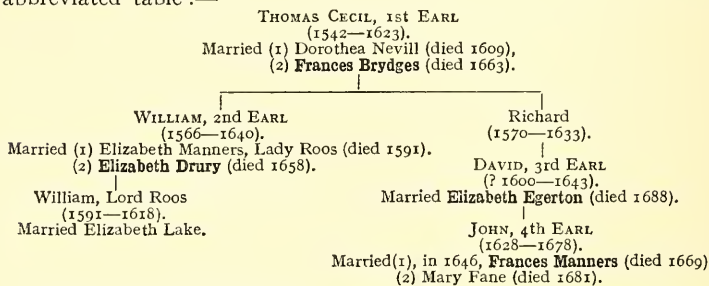 abbreviated table :—
THOMAS CECIL, 1st EARL
(1542—1623).
Married (1) Dorothea Nevill (died 1609),
(2) Frances Brydges (died 1663).
WILLIAM, 2nd EARL
(1566—1640).
Married (1) Elizabeth Manners, Lady Roos (died 1591).
(2) Elizabeth Drury (died 1658).
William, Lord Roos
(1591—1618).
Married Elizabeth Lake.
Richard
(1570—1633).
DAVID, 3rd EARL
(? 1600—1643).
Married Elizabeth Egerton (died 1688).
JOHN, 4th EARL
(1628—1678).
Married(1), in 1646, Frances Manners (died 1669)
(2) Mary Fane (died 1681).